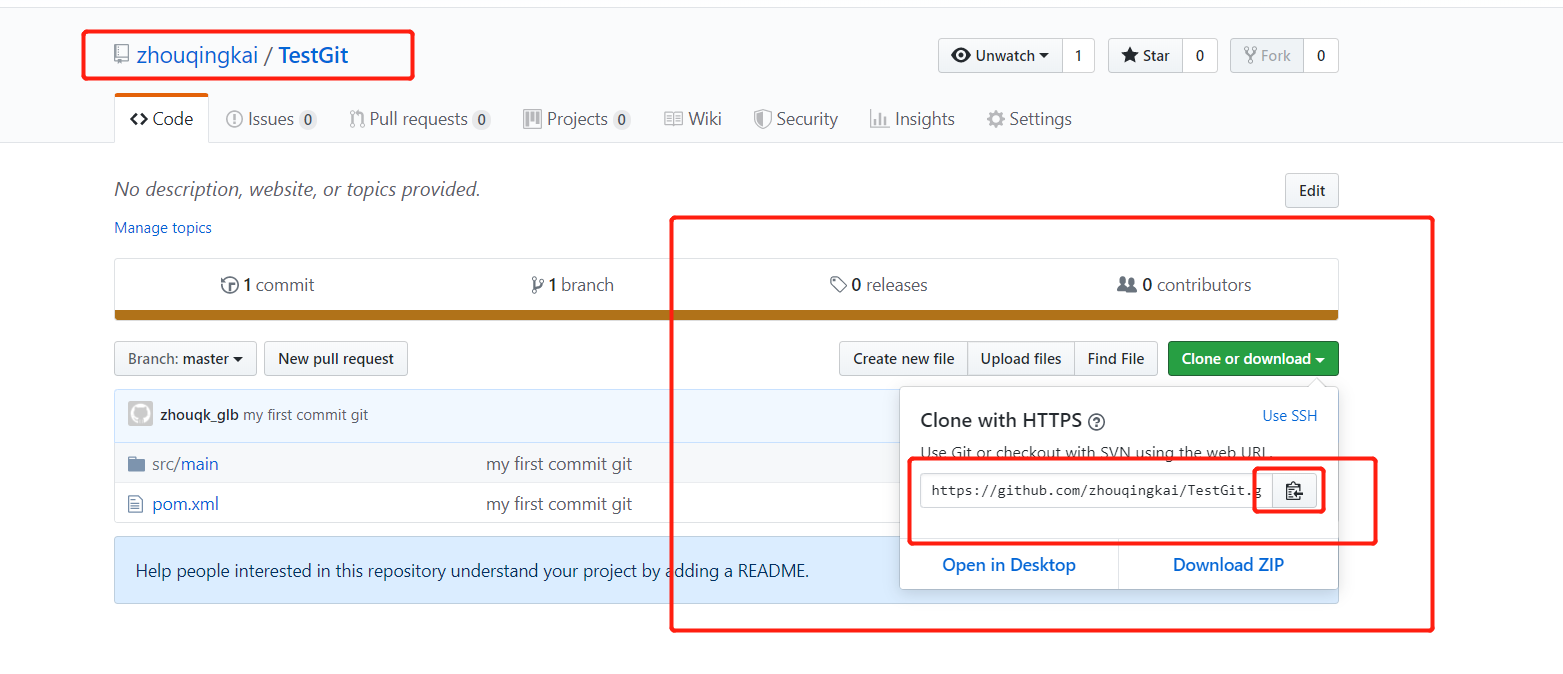 zhouqingkai / TestGit
Unwatch 1 Star 0 Fork 0
Code Issues 0 Pull requests 0 Projects 0 Wiki Security Insights Settings
No description, website, or topics provided.
Edit
Manage topics
1 commit 1 branch 0 releases 0 contributors
Branch: master New pull request Create new file Upload files Find File Clone or download
zhouqk_glb my first commit git
src/main my first commit git
pom.xml my first commit git
Help people interested in this repository understand your project by adding a README.
Clone with HTTPS Use SSH
Use Git or checkout with SVN using the web URL.
https://github.com/zhouqingkai/TestGit.g
Open in Desktop Download ZIP